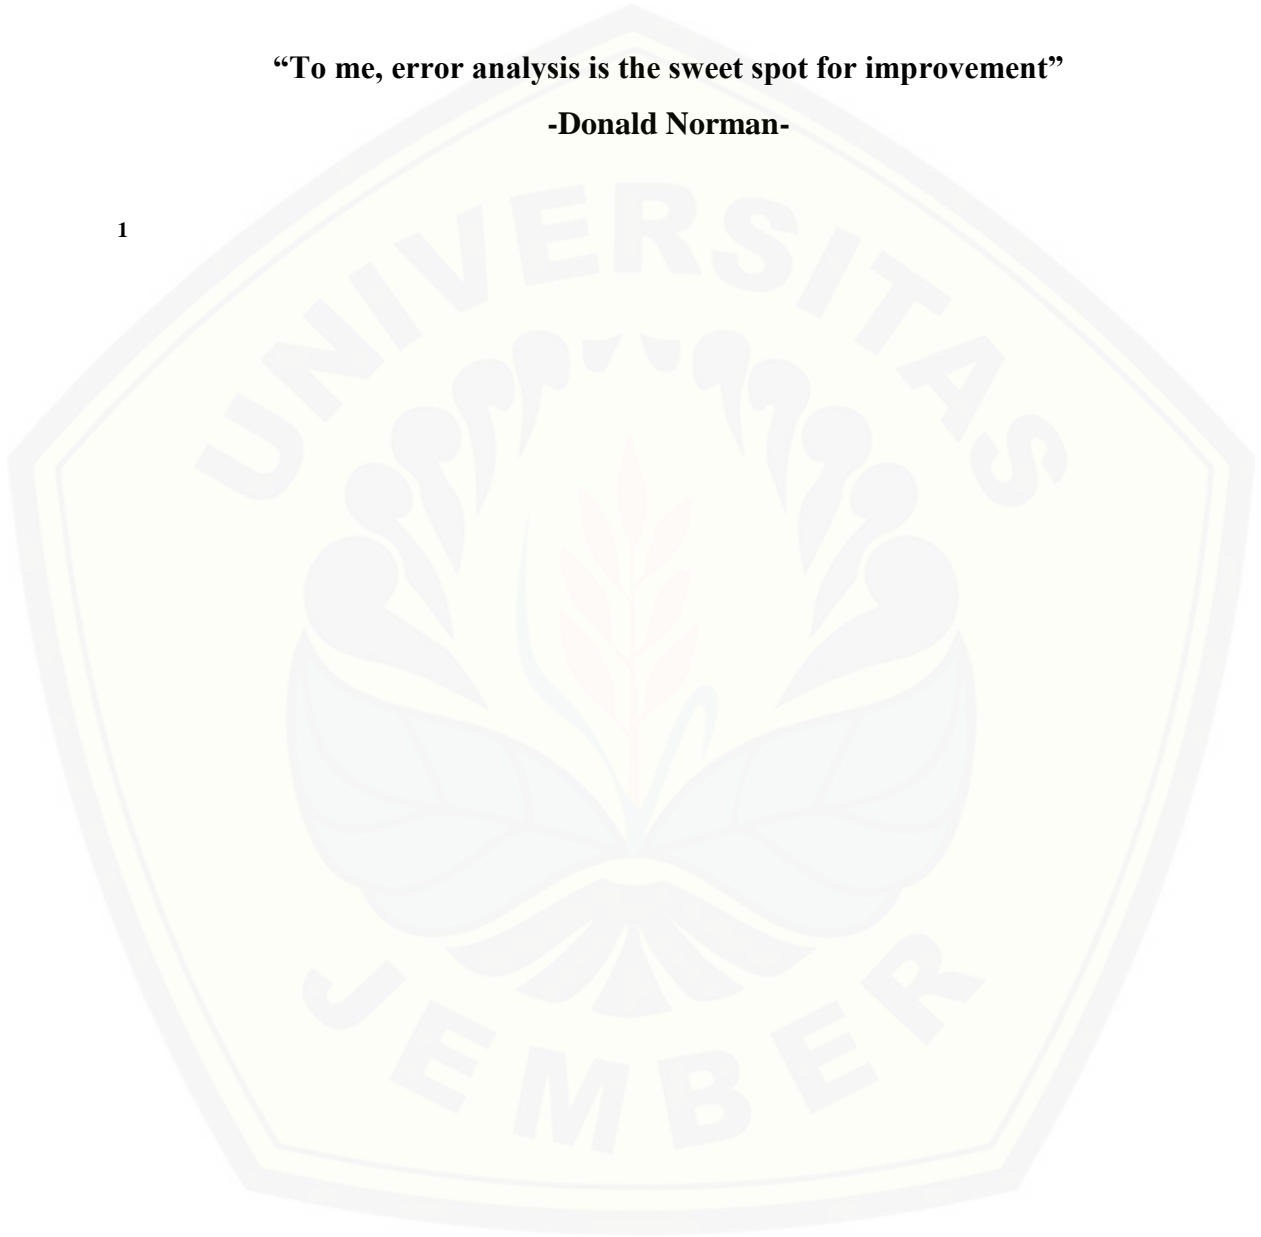 “To me, error analysis is the sweet spot for improvement”
-Donald Norman-
1
UNIVERSITAS
JEMBER